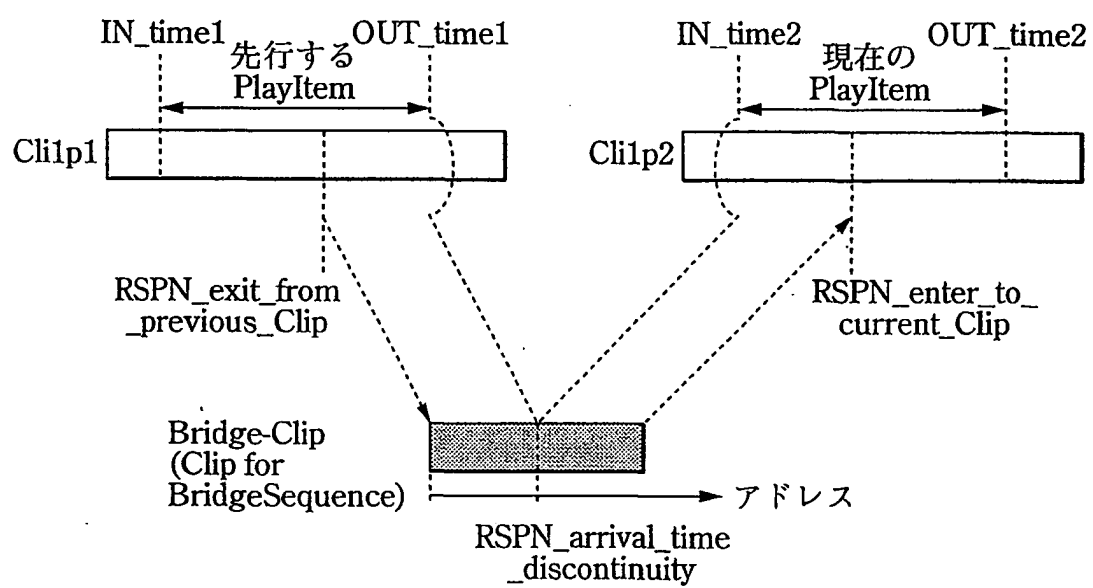 IN_time1
OUT_time1
IN_time2
OUT_time2
先行する
PlayItem
現在の
PlayItem
Cli1p1
Cli1p2
RSPN_exit_from
_previous_Clip
RSPN_enter_to_
current_Clip
Bridge-Clip
(Clip for
BridgeSequence)
アドレス
RSPN_arrival_time
_discontinuity